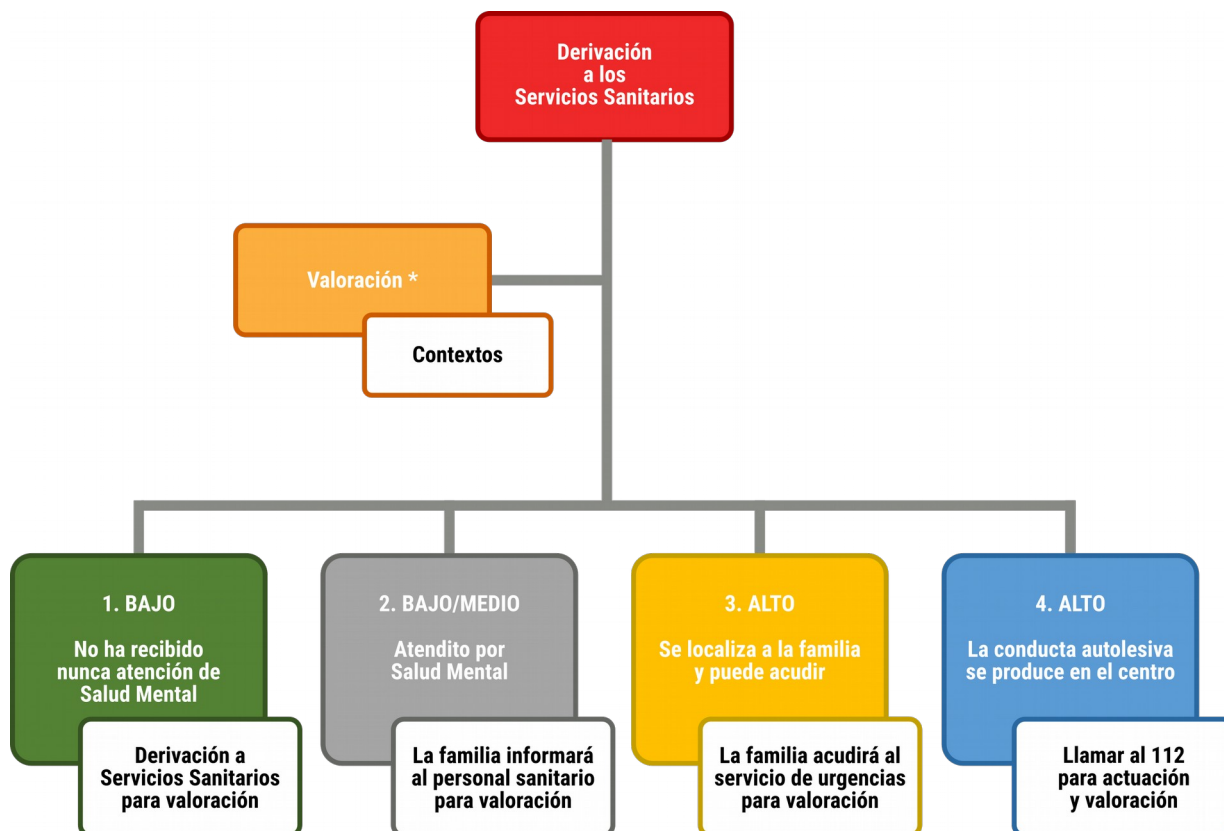 Derivación
a los
Servicios Sanitarios
Valoración *
Contextos
1. BAJO
No ha recibido
nunca atención de
Salud Mental
Derivación a
Servicios Sanitarios
para valoración
2. BAJO/MEDIO
Atendito por
Salud Mental
La familia informará
al personal sanitario
para valoración
3. ALTO
Se localiza a la familia
y puede acudir
La familia acudirá al
servicio de urgencias
para valoración
4. ALTO
La conducta autolesiva
se produce en el centro
Llamar al 112
para actuación
y valoración